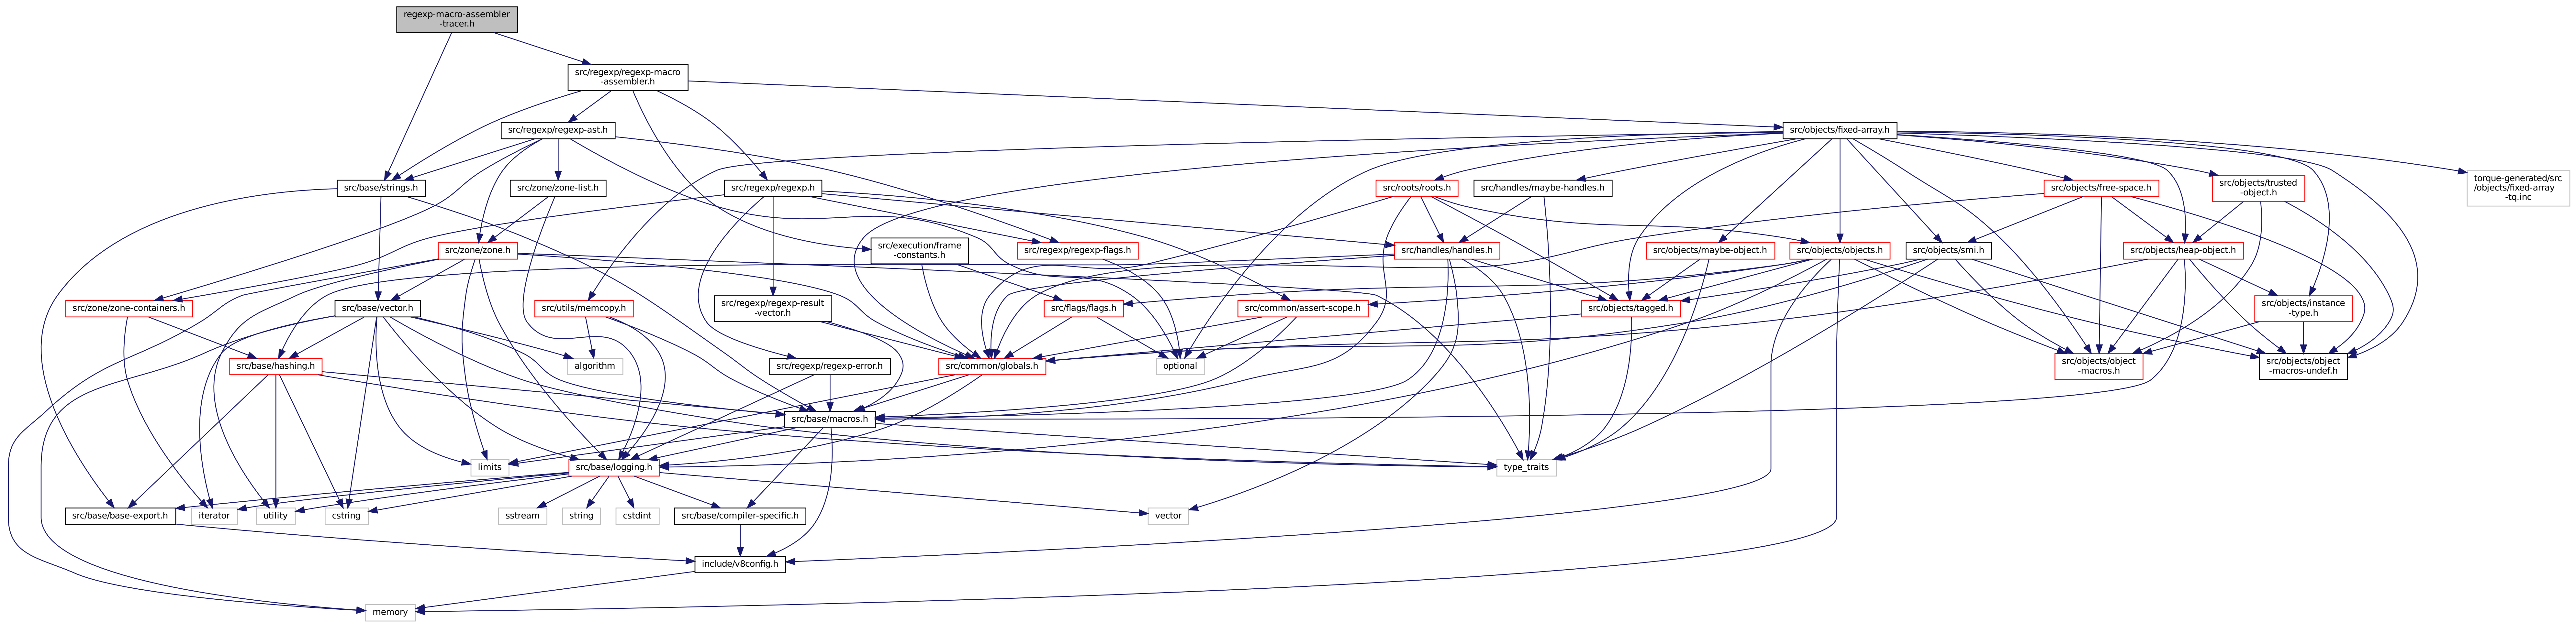 regexp-macro-assembler
-tracer.h
src/regexp/regexp-macro
-assembler.h
src/regexp/regexp-ast.h
src/objects/fixed-array.h
src/base/strings.h
src/zone/zone-list.h
src/regexp/regexp.h
src/roots/roots.h
src/handles/maybe-handles.h
src/objects/free-space.h
src/objects/trusted
-object.h
torque-generated/src
/objects/fixed-array
-tq.inc
src/zone/zone.h
src/execution/frame
-constants.h
src/regexp/regexp-flags.h
src/handles/handles.h
src/objects/maybe-object.h
src/objects/objects.h
src/objects/smi.h
src/objects/heap-object.h
src/zone/zone-containers.h
src/base/vector.h
src/utils/memcopy.h
src/regexp/regexp-result
-vector.h
src/flags/flags.h
src/common/assert-scope.h
src/objects/tagged.h
src/objects/instance
-type.h
src/base/hashing.h
algorithm
src/regexp/regexp-error.h
src/common/globals.h
optional
src/objects/object
-macros.h
src/objects/object
-macros-undef.h
src/base/macros.h
limits
src/base/logging.h
type_traits
src/base/base-export.h
iterator
utility
cstring
sstream
string
cstdint
src/base/compiler-specific.h
vector
include/v8config.h
memory